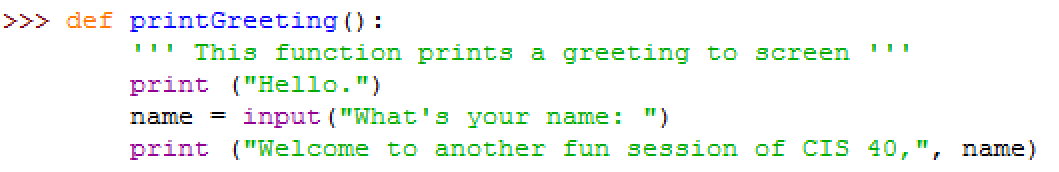 >>> def printGreeting():
        ''' This function prints a greeting to screen '''
        print ("Hello.")
        name = input("What's your name: ")
        print ("Welcome to another fun session of CIS 40,", name)